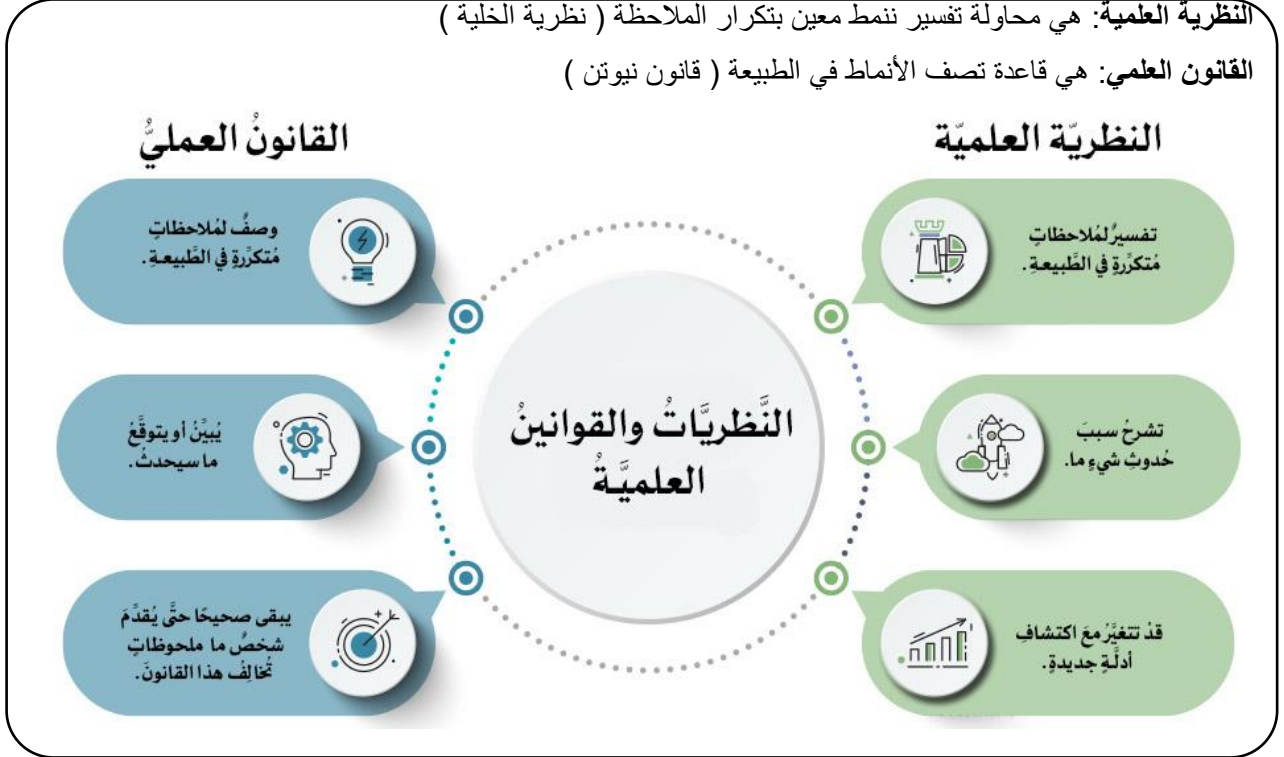 النظرية العلمية: هي محاولة تفسير ننمط معين بتكرار الملاحظة ( نظرية الخلية )
القانون العلمي: هي قاعدة تصف الأنماط في الطبيعة ( قانون نيوتن )
النظريّة العلميّة
تفسيرٌ لمُلاحظاتٍ
مُتكرِّرةٍ في الطَّبيعةِ.
تشرحُ سببَ
حُدوثِ شيءٍ ما.
قدْ تتغيَّرُ معَ اكتشافِ
أدلَّةٍ جديدةٍ.
النَّظريَّاتُ والقوانينُ
العلميَّةُ
القانونُ العمليُّ
وصفٌ لمُلاحظاتٍ
مُتكرِّرةٍ في الطَّبيعةِ.
يُبيِّنُ أو يتوقَّعُ
ما سيحدثُ.
يبقى صحيحًا حتَّى يُقدِّمَ
شخصٌ ما ملحوظاتٍ
تُخالِفُ هذا القانونَ.